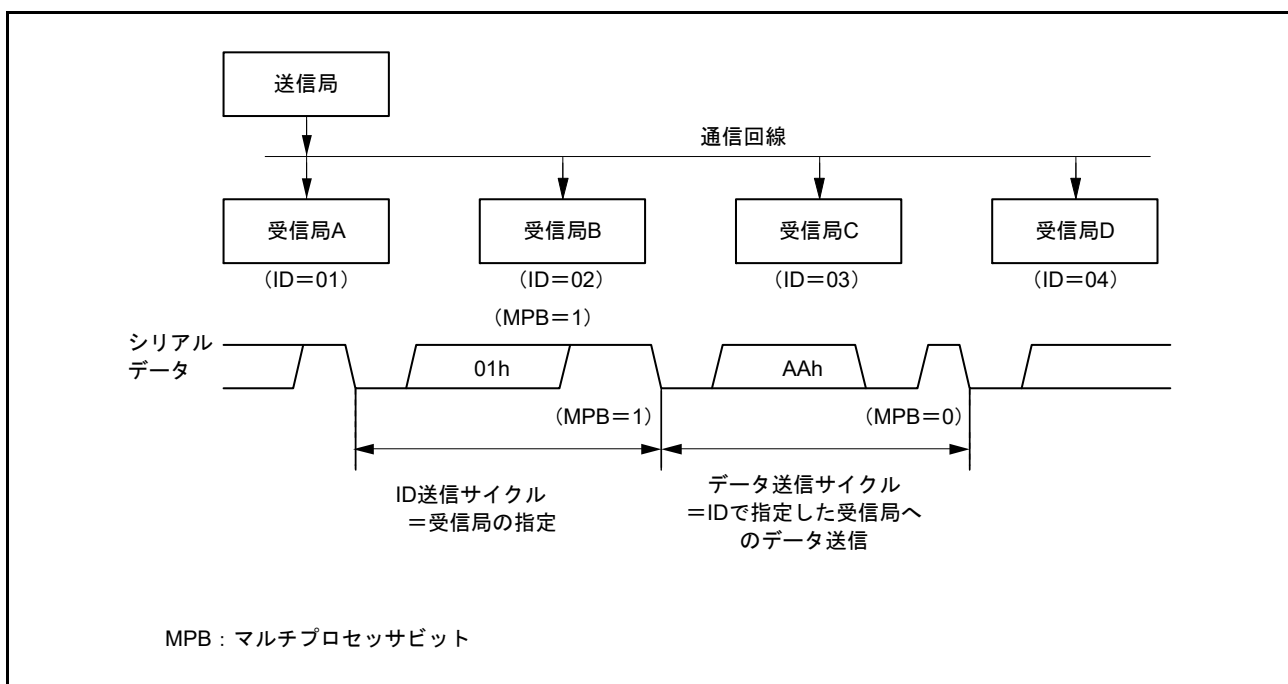 送信局
通信回線
受信局A 受信局B 受信局C 受信局D
（ID＝01） （ID＝02） （ID＝03） （ID＝04）
（MPB＝1）
シリアル
データ
01h AAh
（MPB＝1） （MPB＝0）
ID送信サイクル
＝受信局の指定
データ送信サイクル
＝IDで指定した受信局へ
のデータ送信
MPB：マルチプロセッサビット